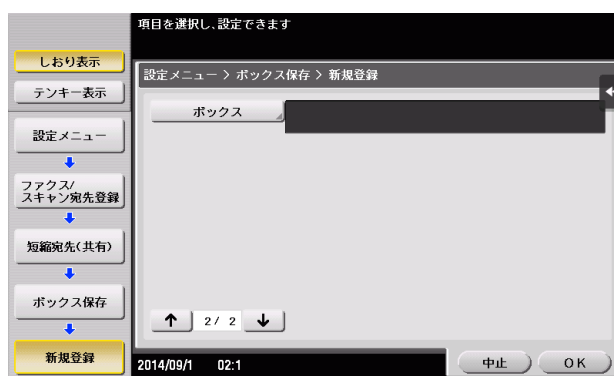 項目を選択し、設定できます
しおり表示
テンキー表示
設定メニュー > ボックス保存 > 新規登録
ボックス
設定メニュー
ファクス/
スキャン宛先登録
短縮宛先(共有)
ボックス保存
新規登録
↑ 2/ 2 ↓
2014/09/1 02:1
中止
OK